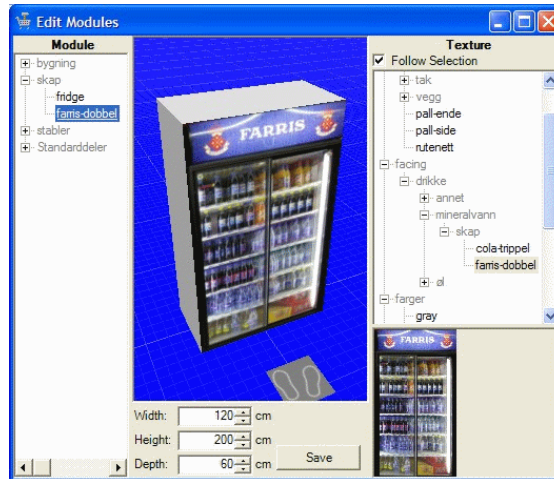 Edit Modules
Module
bygning
skap
fridge
farris-dobbel
stabler
Standarddeler
FARRIS
Width: 120 cm
Height: 200 cm
Depth: 60 cm
Save
Texture
Follow Selection
tak
vegg
pall-ende
pall-side
rutenett
facing
drikke
annet
mineralvann
skap
cola-trippel
farris-dobbel
øl
farger
gray
FARRIS